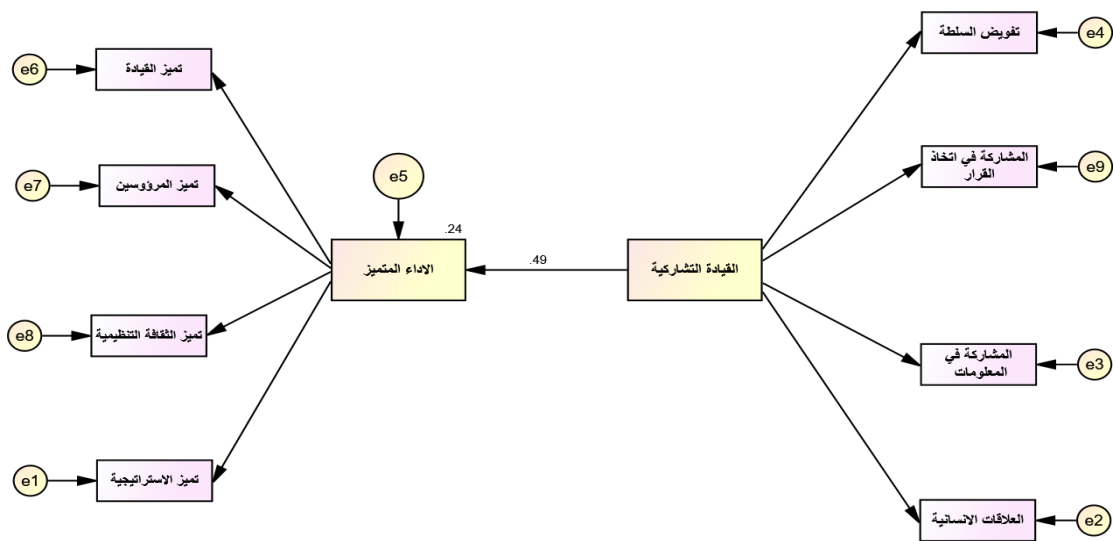 تفويض السلطة
e4
e6
تميز القيادة
المشاركة في اتخاذ
القرار
e9
e5
e7
تميز المرؤوسين
.24
الاداء المتميز
.49
القيادة التشاركية
e8
تميز الثقافة التنظيمية
المشاركة في
المعلومات
e3
e1
تميز الاستراتيجية
العلاقات الانسانية
e2